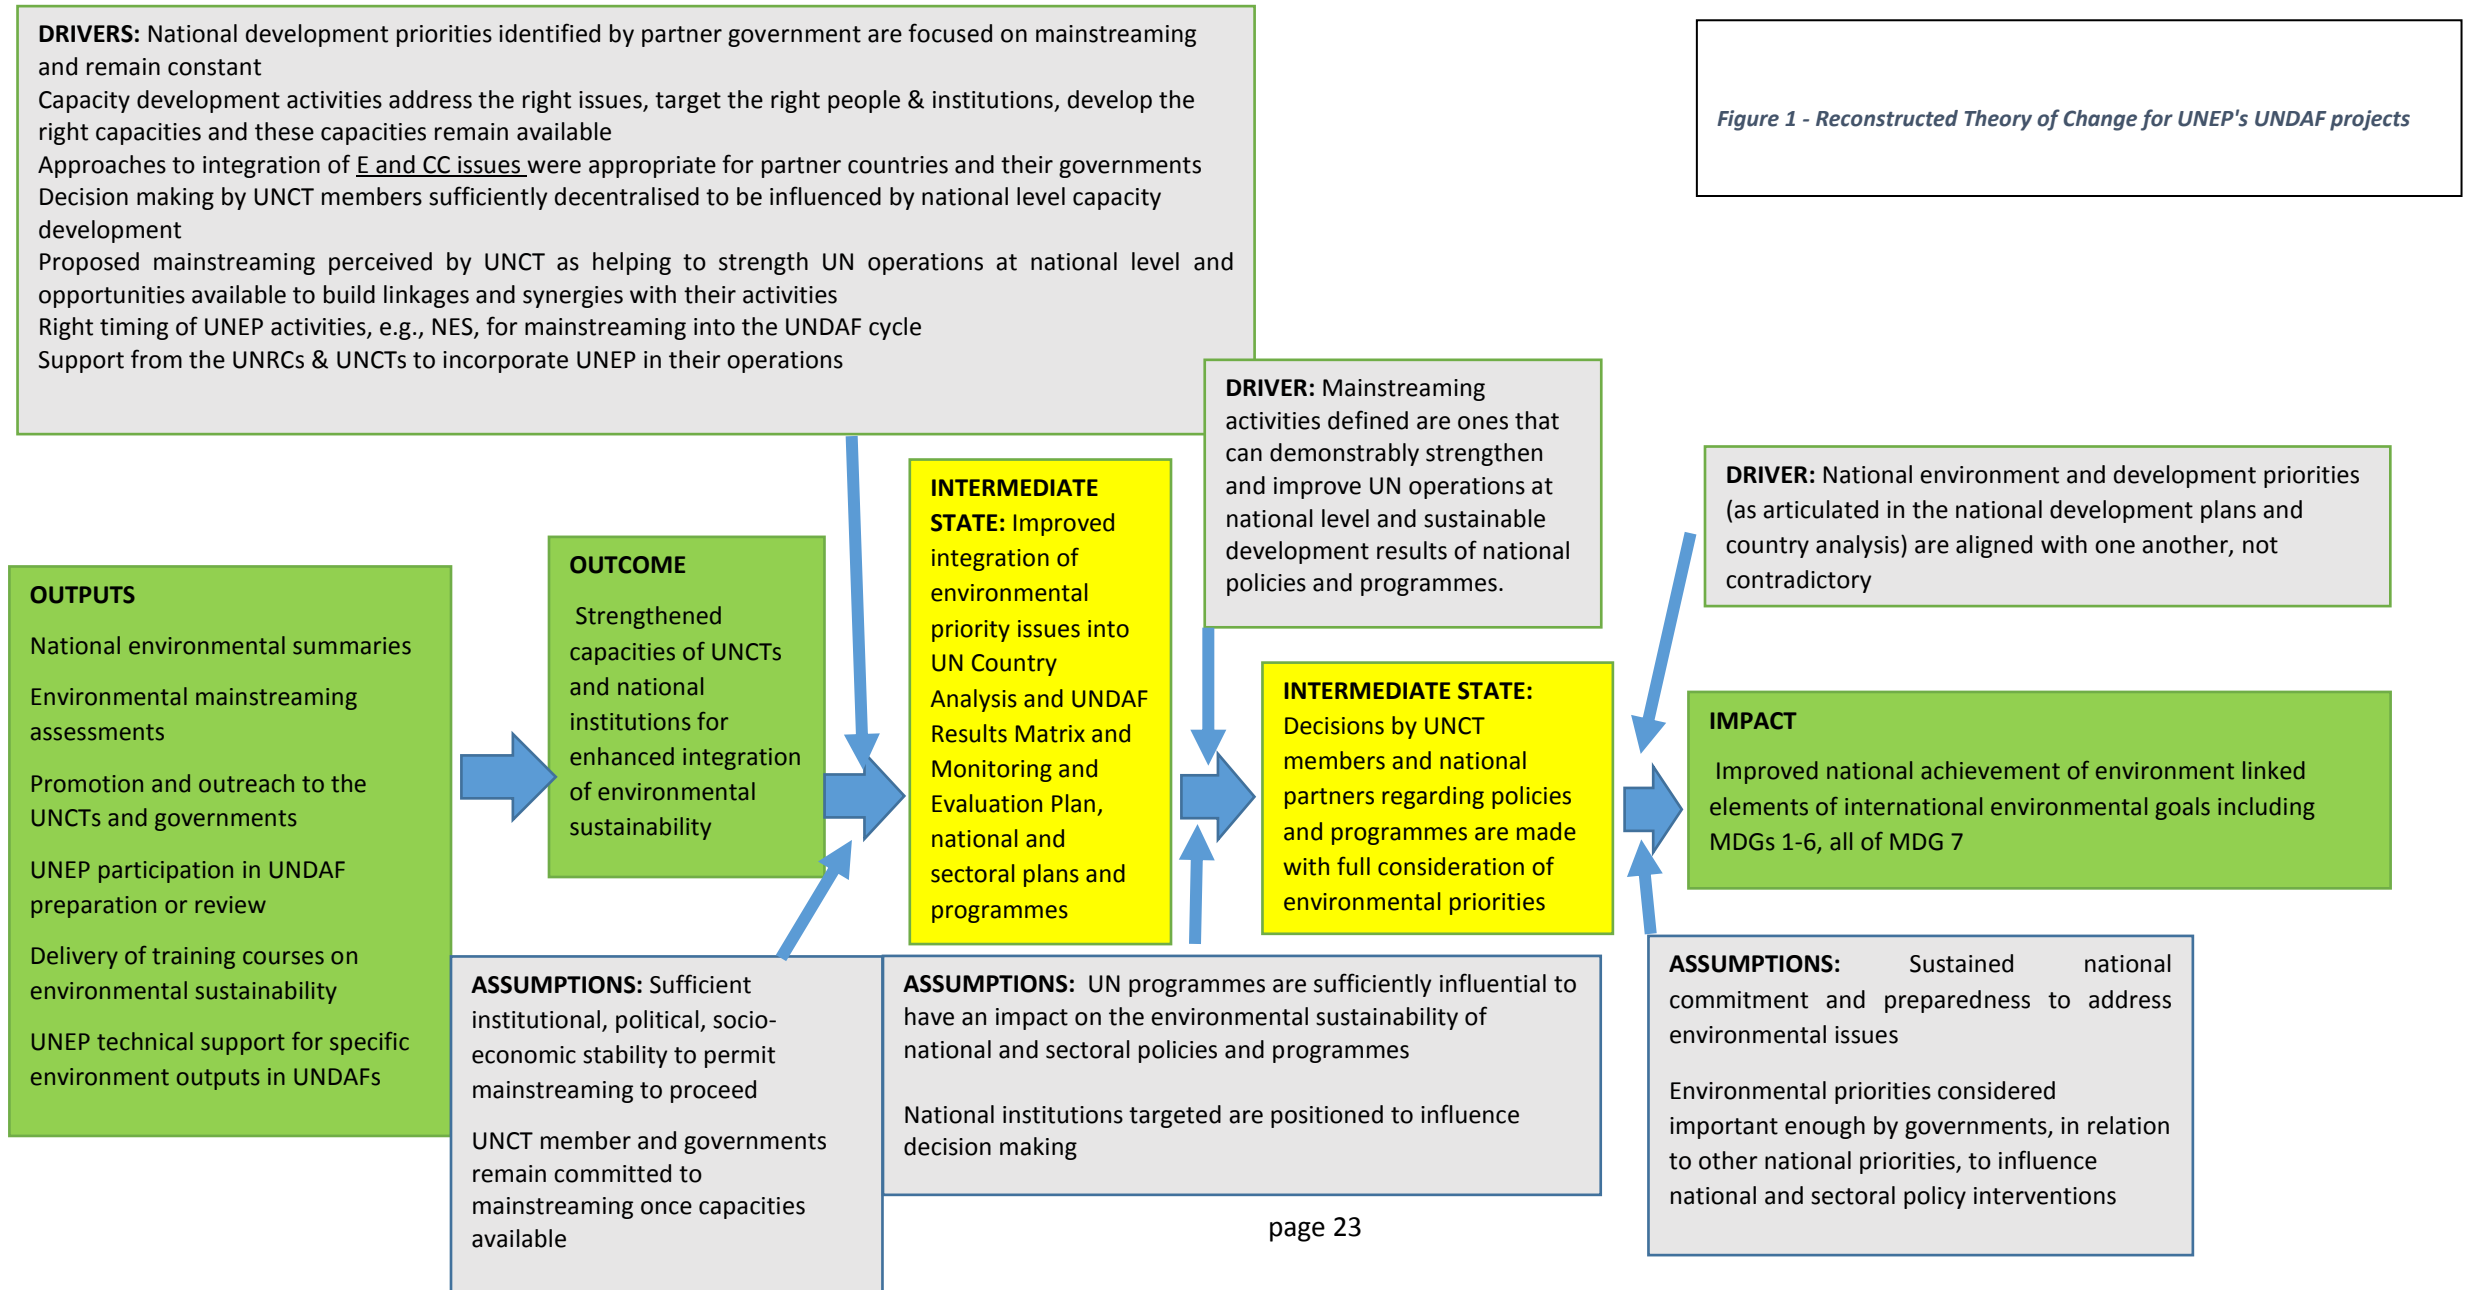 DRIVERS: National development priorities identified by partner government are focused on mainstreaming
and remain constant
Capacity development activities address the right issues, target the right people & institutions, develop the
right capacities and these capacities remain available
Approaches to integration of E and CC issues were appropriate for partner countries and their governments
Decision making by UNCT members sufficiently decentralised to be influenced by national level capacity
development
Proposed mainstreaming perceived by UNCT as helping to strength UN operations at national level and
opportunities available to build linkages and synergies with their activities
Right timing of UNEP activities, e.g., NES, for mainstreaming into the UNDAF cycle
Support from the UNRCs & UNCTs to incorporate UNEP in their operations
Figure 1 - Reconstructed Theory of Change for UNEP's UNDAF projects
OUTPUTS
National environmental summaries
Environmental mainstreaming
assessments
Promotion and outreach to the
UNCTs and governments
UNEP participation in UNDAF
preparation or review
Delivery of training courses on
environmental sustainability
UNEP technical support for specific
environment outputs in UNDAFs
OUTCOME
Strengthened
capacities of UNCTs
and national
institutions for
enhanced integration
of environmental
sustainability
INTERMEDIATE
STATE: Improved
integration of
environmental
priority issues into
UN Country
Analysis and UNDAF
Results Matrix and
Monitoring and
Evaluation Plan,
national and
sectoral plans and
programmes
DRIVER: Mainstreaming
activities defined are ones that
can demonstrably strengthen
and improve UN operations at
national level and sustainable
development results of national
policies and programmes.
INTERMEDIATE STATE:
Decisions by UNCT
members and national
partners regarding policies
and programmes are made
with full consideration of
environmental priorities
DRIVER: National environment and development priorities
(as articulated in the national development plans and
country analysis) are aligned with one another, not
contradictory
IMPACT
Improved national achievement of environment linked
elements of international environmental goals including
MDGs 1-6, all of MDG 7
ASSUMPTIONS: Sufficient
institutional, political, socio-
economic stability to permit
mainstreaming to proceed
UNCT member and governments
remain committed to
mainstreaming once capacities
available
ASSUMPTIONS: UN programmes are sufficiently influential to
have an impact on the environmental sustainability of
national and sectoral policies and programmes
National institutions targeted are positioned to influence
decision making
ASSUMPTIONS: Sustained national
commitment and preparedness to address
environmental issues
Environmental priorities considered
important enough by governments, in relation
to other national priorities, to influence
national and sectoral policy interventions
page 23